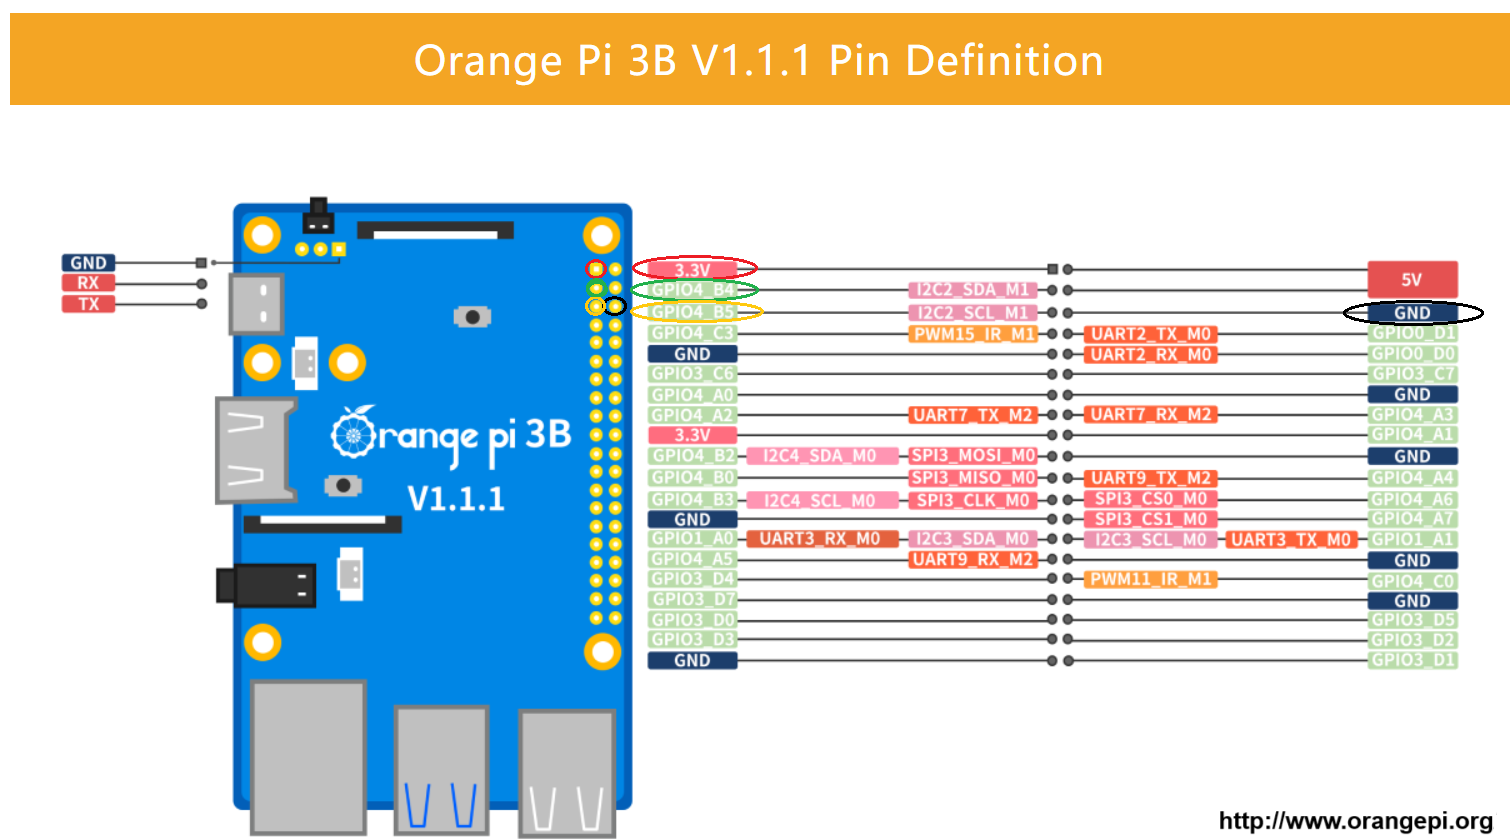 Orange Pi 3B V1.1.1 Pin Definition
GND
RX
TX
Orange pi 3B
V1.1.1
3.3V 5V
GPIO4_B4 I2C2_SDA_M1
GPIO4_B5 I2C2_SCL_M1 GND
GPIO4_C3 PWM15_IR_M1 UART2_TX_M0 GPIO0_D1
GND UART2_RX_M0 GPIO0_D0
GPIO3_C6 GPIO3_C7
GPIO4_A0 GND
GPIO4_A2 UART7_TX_M2 UART7_RX_M2 GPIO4_A3
3.3V GPIO4_A1
GPIO4_B2 I2C4_SDA_M0 SPI3_MOSI_M0 GND
GPIO4_B0 SPI3_MISO_M0 UART9_TX_M2 GPIO4_A4
GPIO4_B3 I2C4_SCL_M0 SPI3_CLK_M0 SPI3_CS0_M0 GPIO4_A6
GND SPI3_CS1_M0 GPIO4_A7
GPIO1_A0 UART3_RX_M0 I2C3_SDA_M0 I2C3_SCL_M0 UART3_TX_M0 GPIO1_A1
GPIO4_A5 UART9_RX_M2 GND
GPIO3_D4 PWM11_IR_M1 GPIO4_C0
GPIO3_D7 GND
GPIO3_D0 GPIO3_D5
GPIO3_D3 GPIO3_D2
GND GPIO3_D1
http://www.orangepi.org